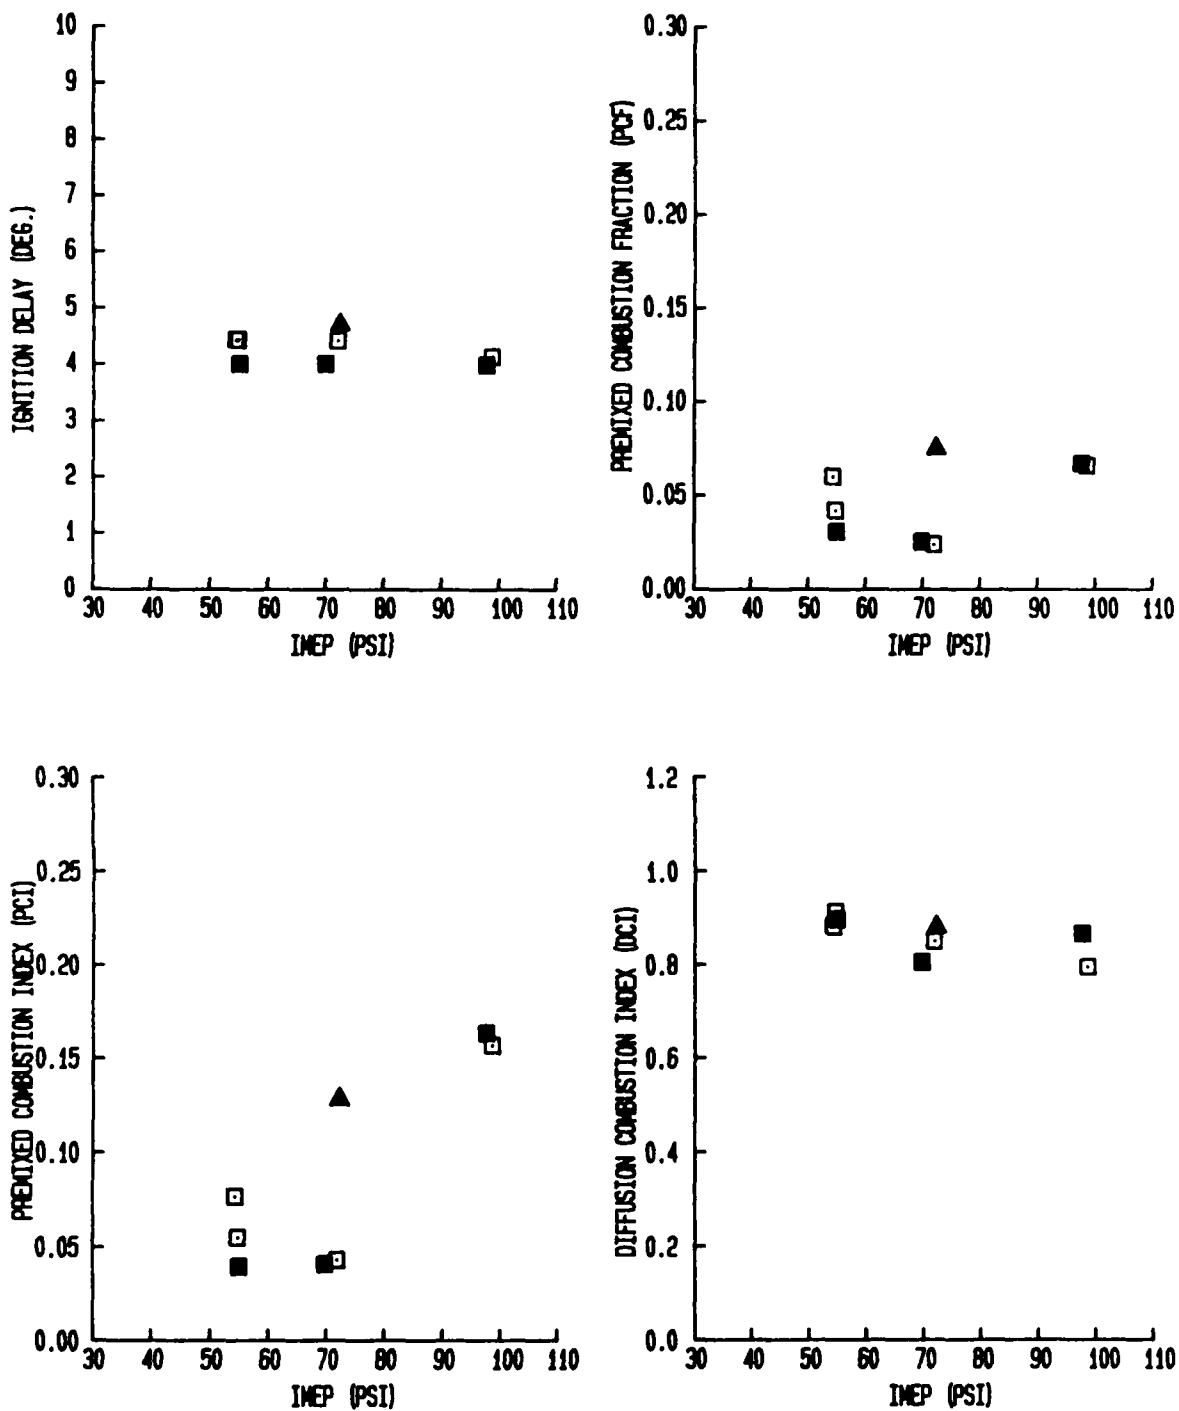 IGNITION DELAY (DEG.)
10
9
8
7
6
5
4
3
2
1
0
30 40 50 60 70 80 90 100 110
IMEP (PSI)
PREMIXED COMBUSTION FRACTION (PCF)
0.30
0.25
0.20
0.15
0.10
0.05
0.00
30 40 50 60 70 80 90 100 110
IMEP (PSI)
PREMIXED COMBUSTION INDEX (PCI)
0.30
0.25
0.20
0.15
0.10
0.05
0.00
30 40 50 60 70 80 90 100 110
IMEP (PSI)
DIFFUSION COMBUSTION INDEX (DCI)
1.2
1.0
0.8
0.6
0.4
0.2
0.0
30 40 50 60 70 80 90 100 110
IMEP (PSI)